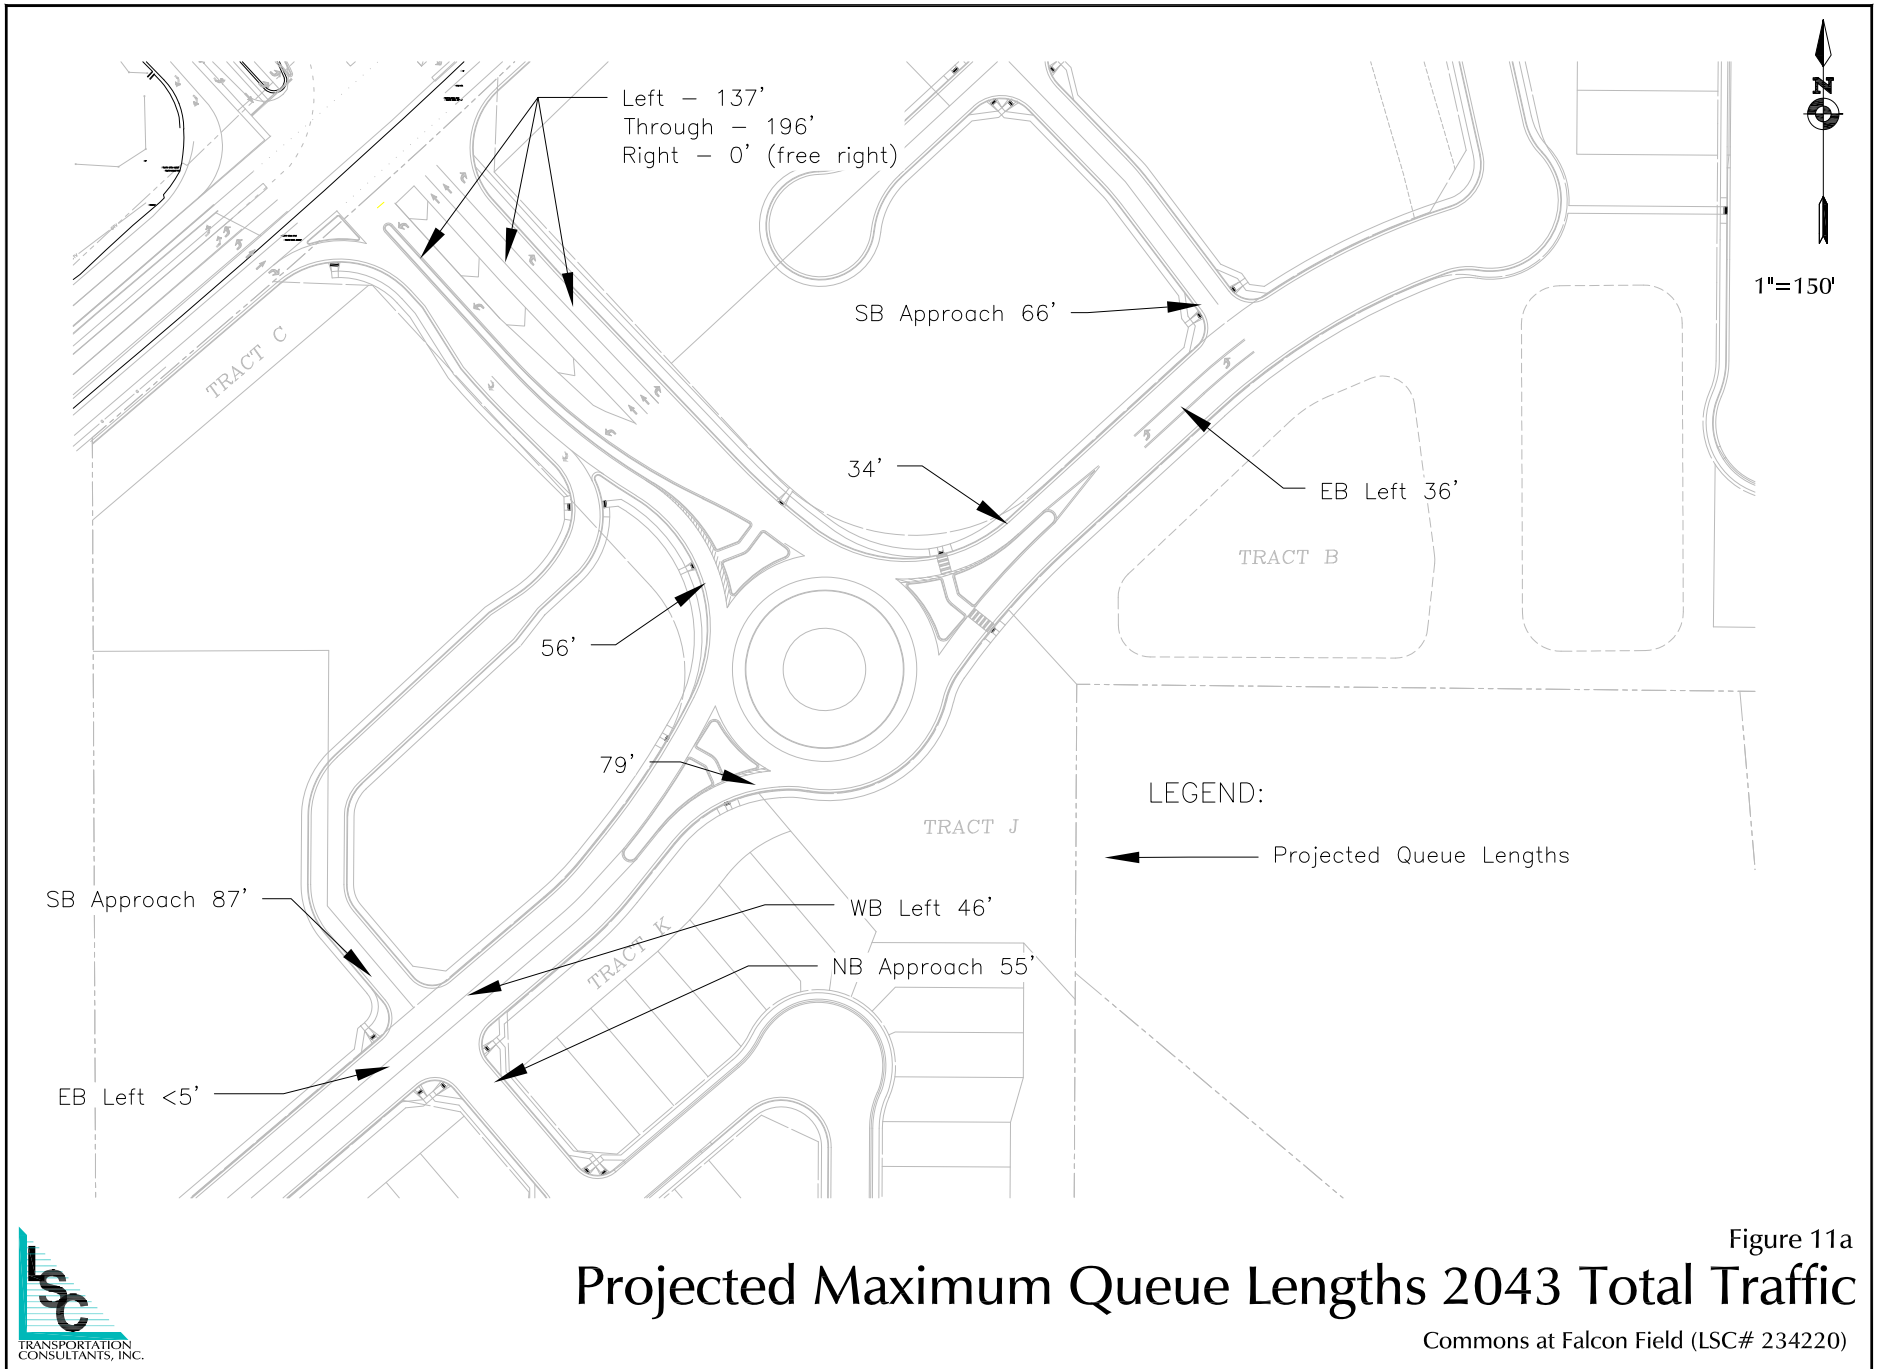 Left – 137'
Through – 196'
Right – 0' (free right)
N
1"=150'
SB Approach 66'
TRACT C
34'
EB Left 36'
TRACT B
56'
79'
LEGEND:
TRACT J
Projected Queue Lengths
SB Approach 87'
WB Left 46'
TRACT K
NB Approach 55'
EB Left <5'
Figure 11a
Projected Maximum Queue Lengths 2043 Total Traffic
Commons at Falcon Field (LSC# 234220)
LSC
TRANSPORTATION
CONSULTANTS, INC.